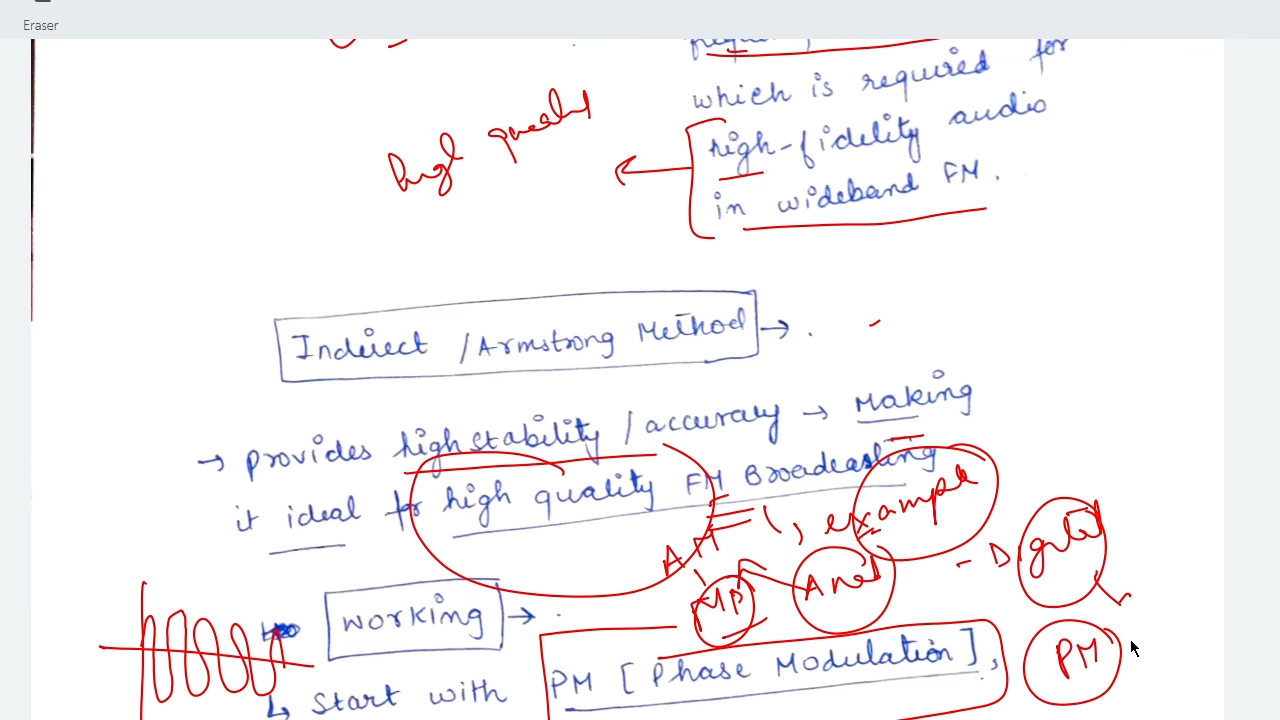 Eraser
which is required for
high-fidelity audio
in wideband FM.
high
Indirect / Armstrong Method →
→ provides high stability / accuracy → Making
it ideal for high quality FM Broadcasting
, example
AM
MP
- Digital
Working →
↳ Start with PM [Phase Modulation],
PM